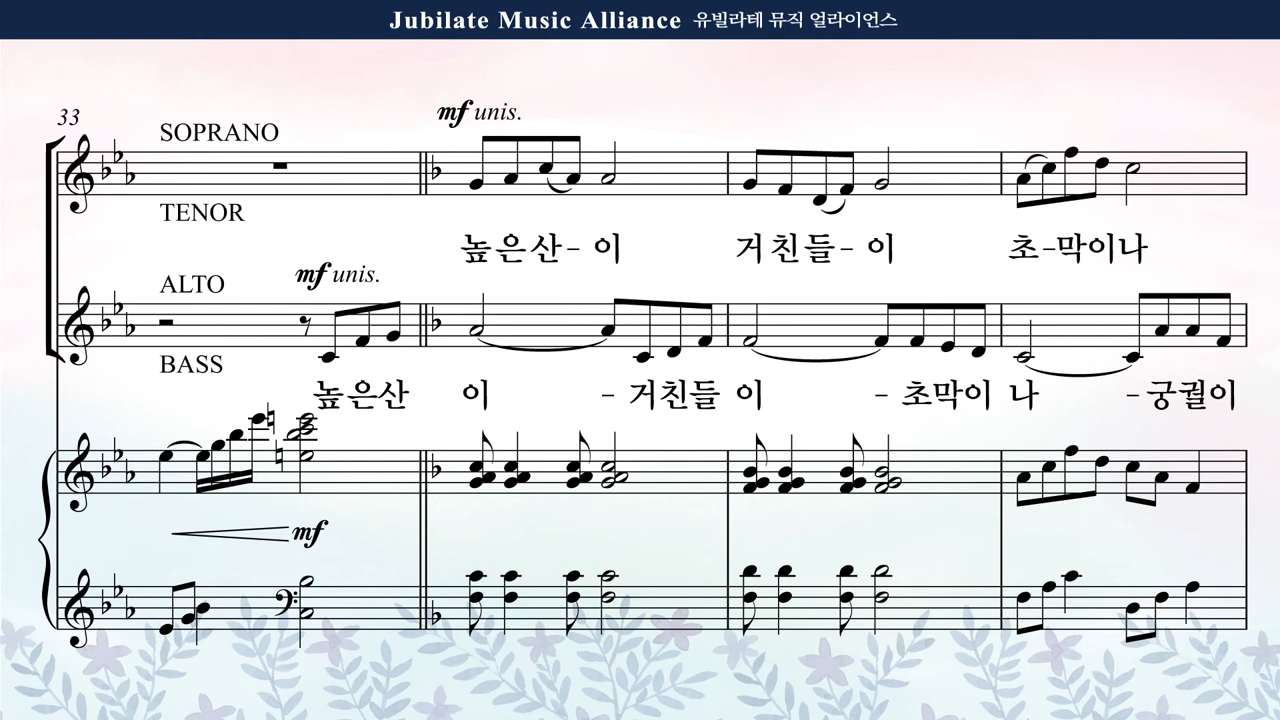 Jubilate Music Alliance 유빌라테 뮤직 얼라이언스
33
SOPRANO
mf unis.
TENOR
높은산-이 거친들-이 초-막이나
ALTO
mf unis.
BASS
높은산 이 -거친들 이 -초막이 나 -궁궐이
mf